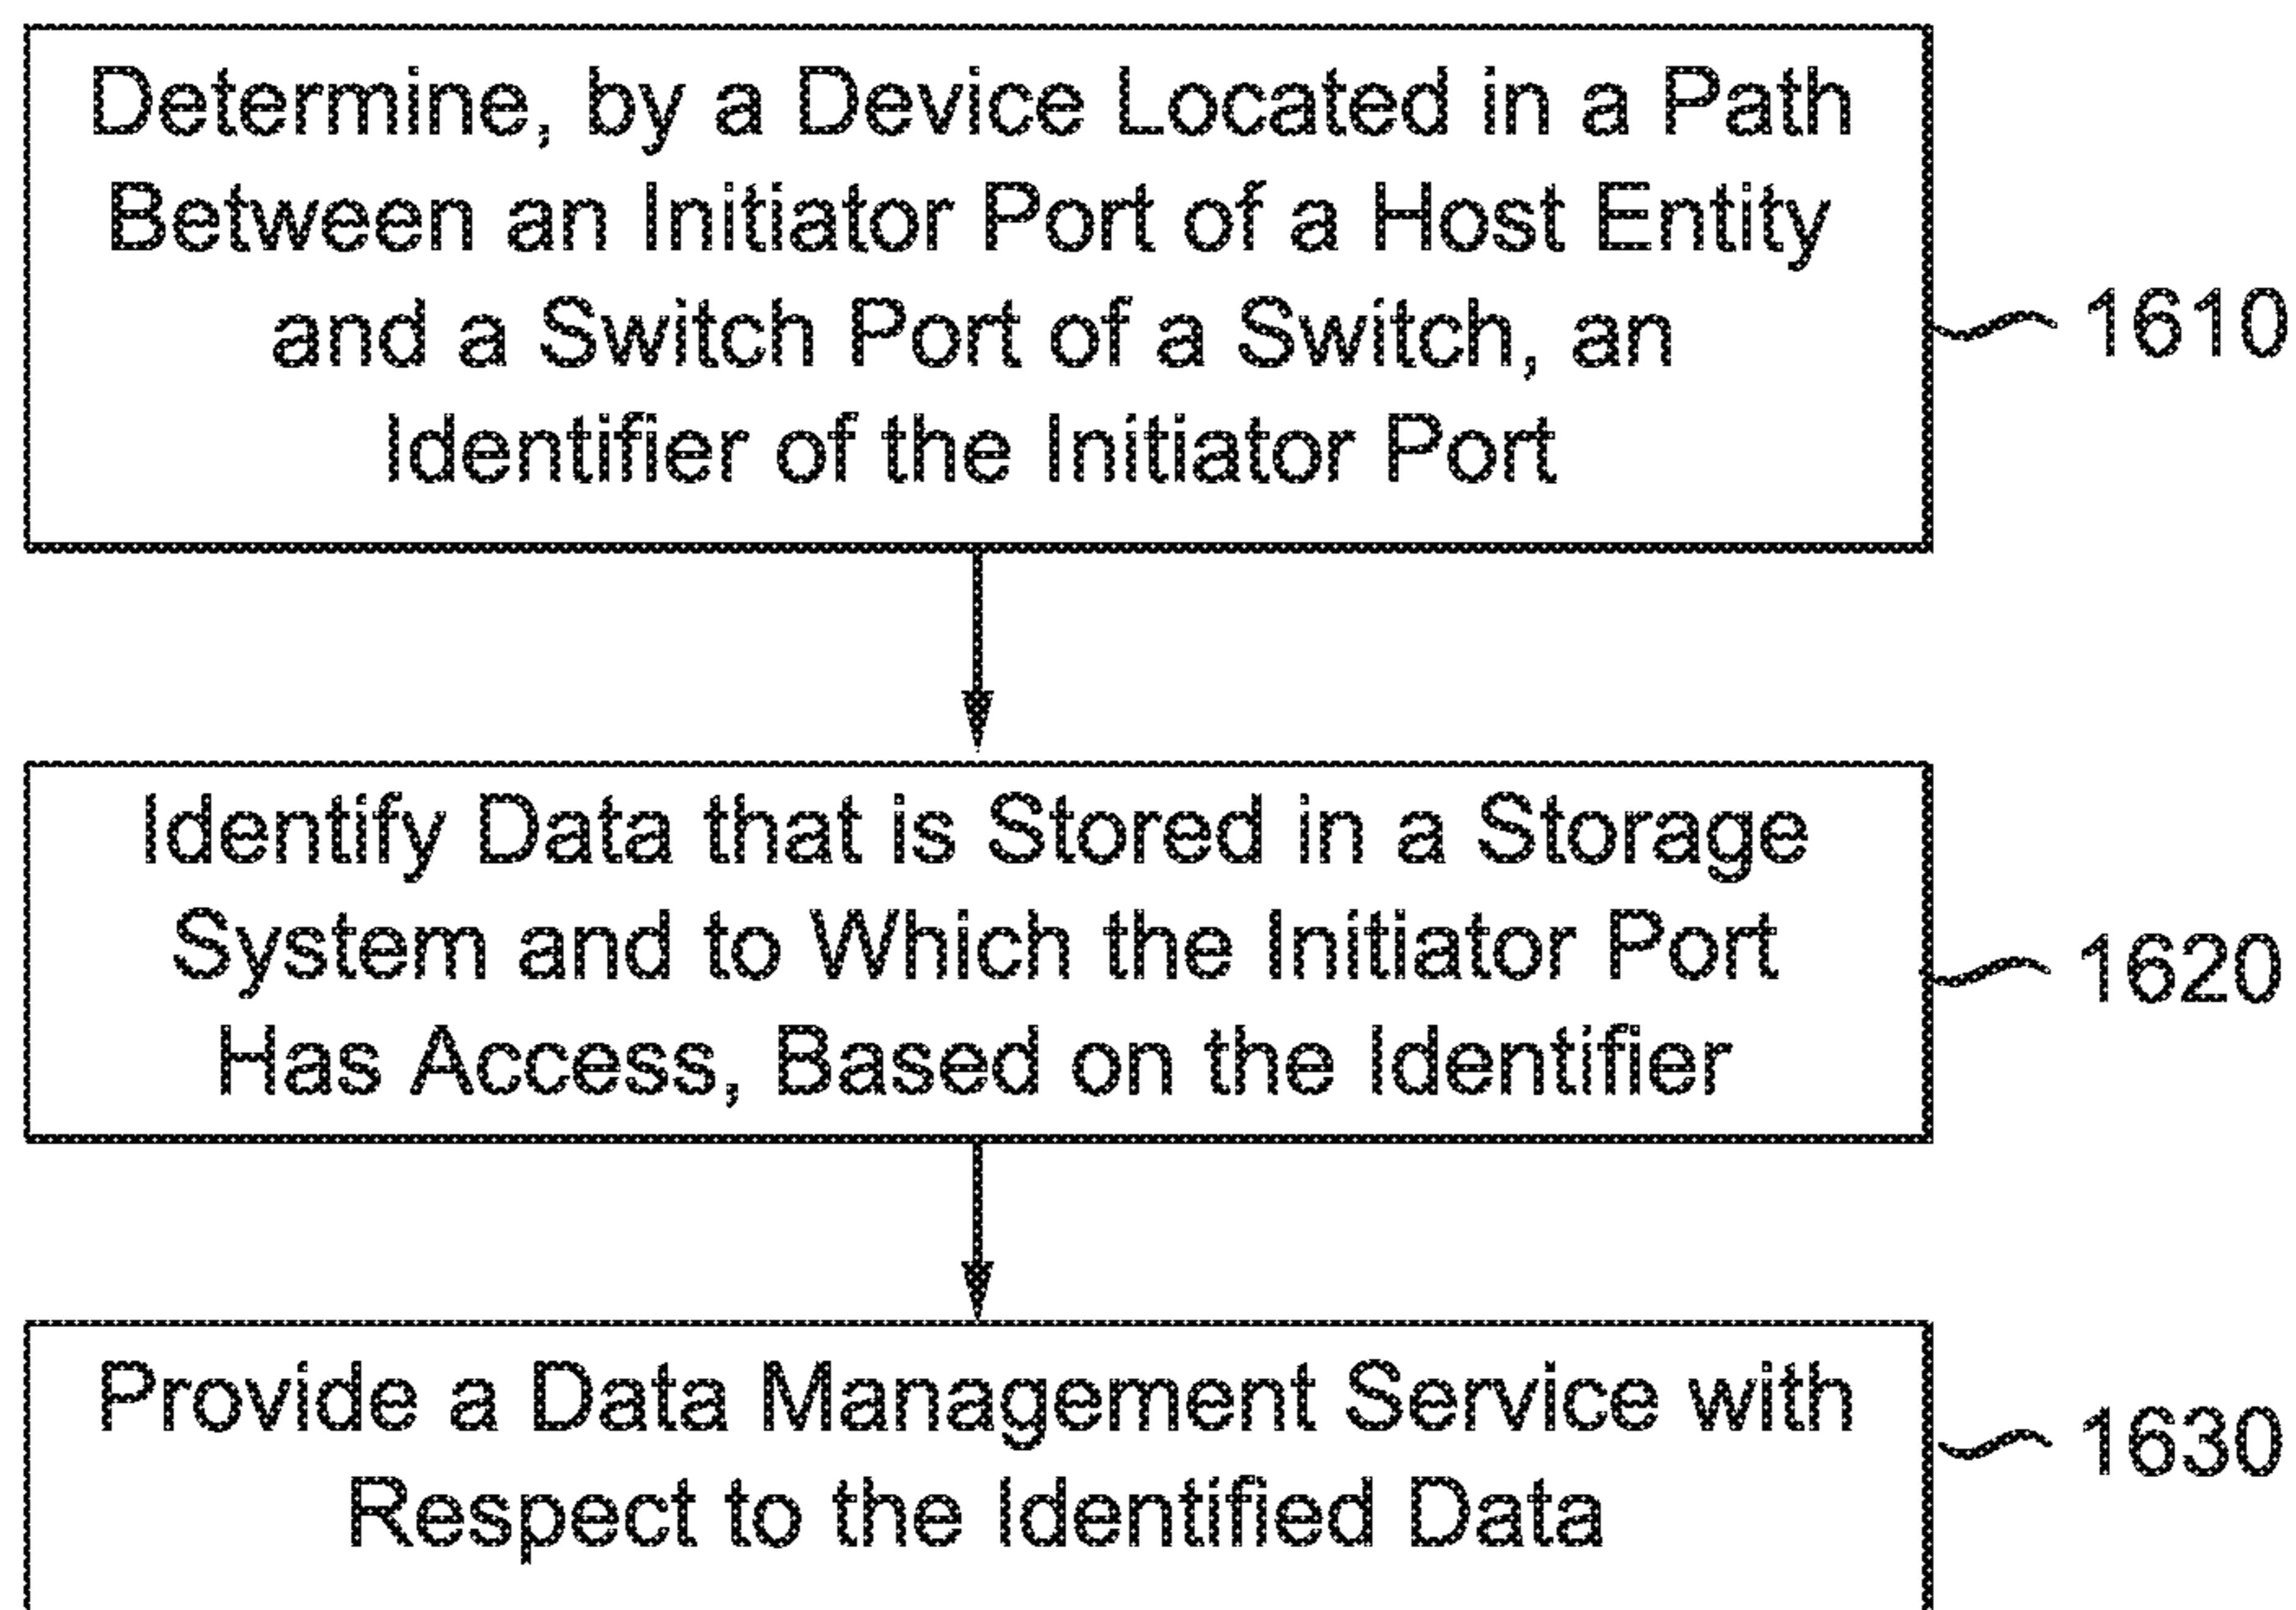 Determine, by a Device Located in a Path
Between an Initiator Port of a Host Entity
and a Switch Port of a Switch, an
Identifier of the Initiator Port
1610
Identify Data that is Stored in a Storage
System and to Which the Initiator Port
Has Access, Based on the Identifier
1620
Provide a Data Management Service with
Respect to the Identified Data
1630